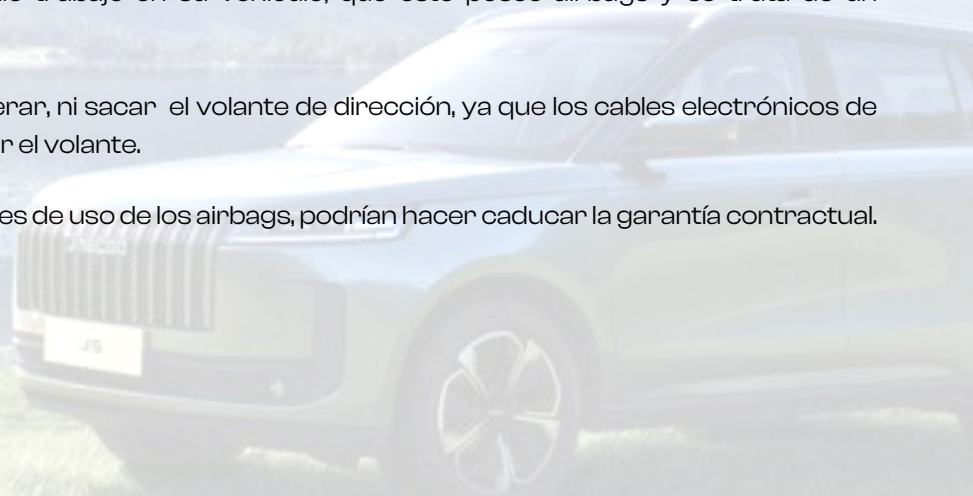 trabajo en su vehículo, que este posee airbags y se trata de un
erar, ni sacar el volante de dirección, ya que los cables electrónicos de
r el volante.
es de uso de los airbags, podrían hacer caducar la garantía contractual.
JAECOO
J5